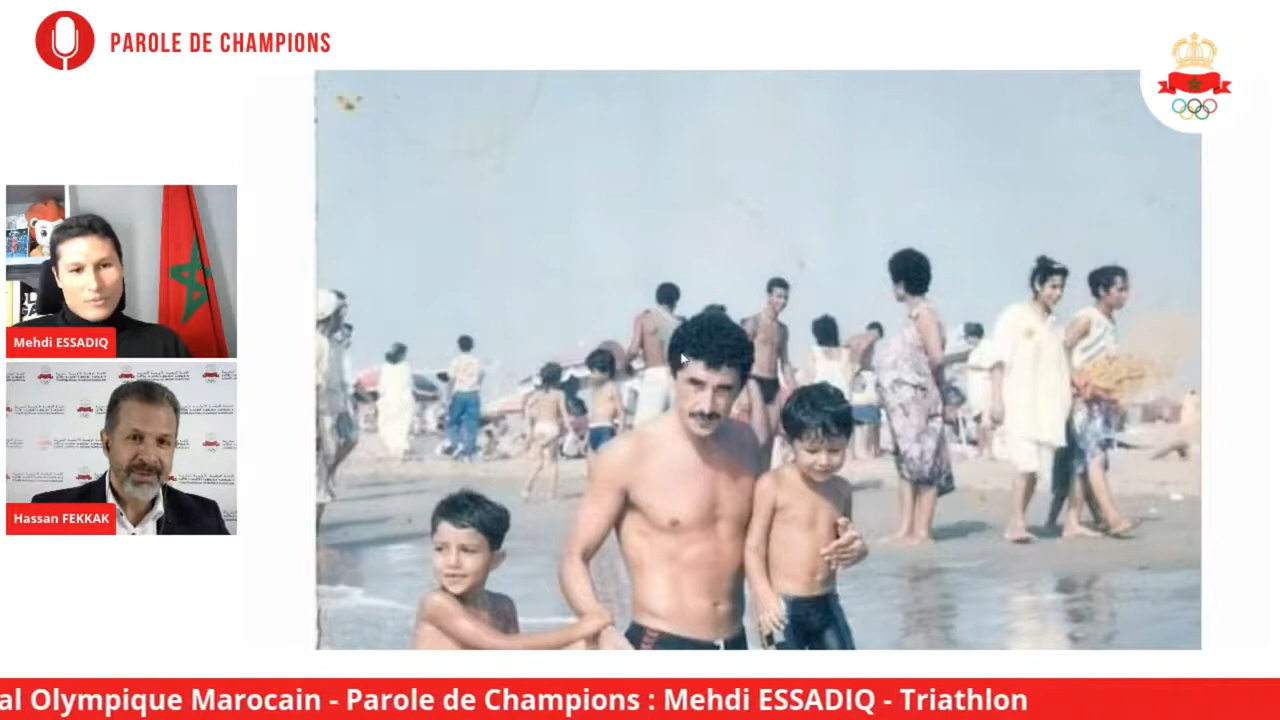 PAROLE DE CHAMPIONS
Mehdi ESSADIQ
Hassan FEKKAK
al Olympique Marocain - Parole de Champions : Mehdi ESSADIQ - Triathlon